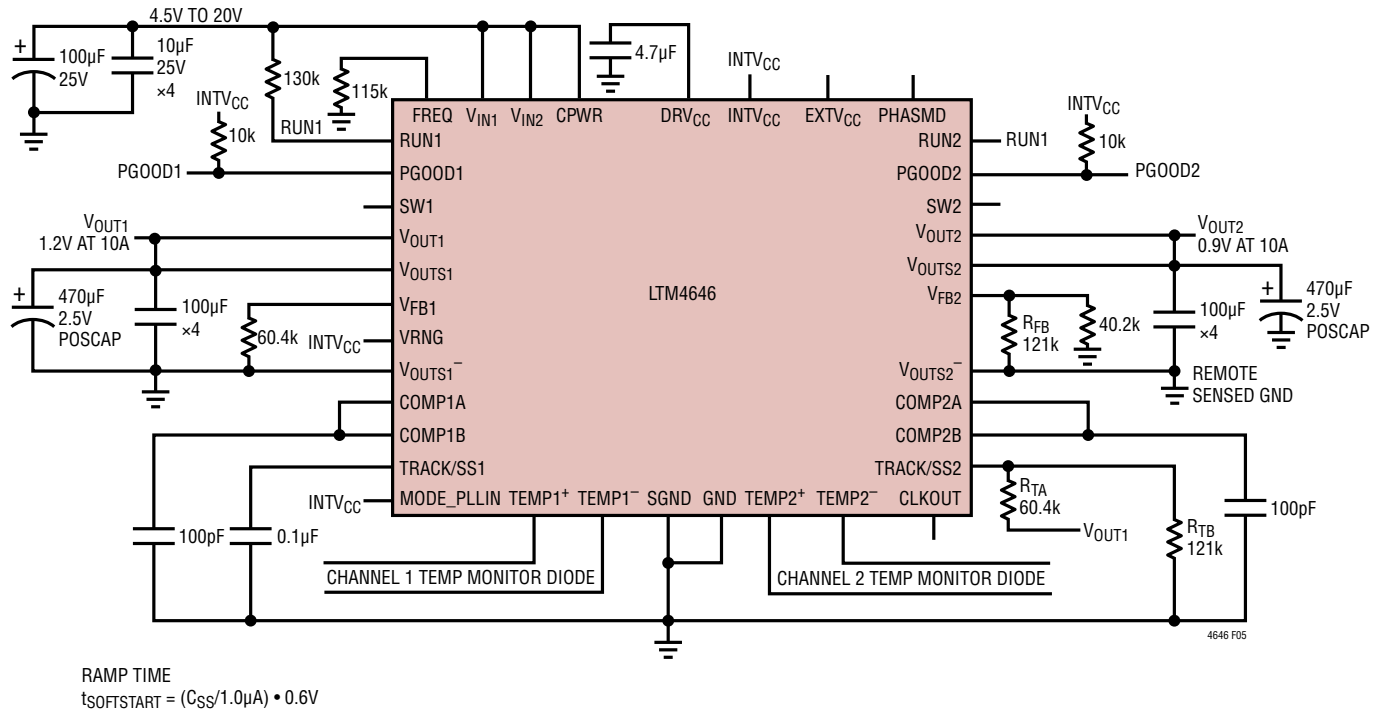 4.5V TO 20V
+
100µF
25V
10µF
25V
×4
130k
115k
4.7µF
INTVCC
INTVCC
10k
RUN1
PGOOD1
FREQ
VIN1
VIN2
CPWR
DRVCC
INTVCC
EXTVCC
PHASMD
RUN1
PGOOD1
SW1
VOUT1
VOUTS1
VFB1
VRNG
VOUTS1–
COMP1A
COMP1B
TRACK/SS1
MODE_PLLIN
TEMP1+
TEMP1–
SGND
GND
TEMP2+
TEMP2–
CLKOUT
LTM4646
RUN2
PGOOD2
SW2
VOUT2
VOUTS2
VFB2
VOUTS2–
COMP2A
COMP2B
TRACK/SS2
RUN1
INTVCC
10k
PGOOD2
VOUT1
1.2V AT 10A
+
470µF
2.5V
POSCAP
100µF
×4
60.4k
INTVCC
VOUT2
0.9V AT 10A
RFB
121k
40.2k
100µF
×4
+
470µF
2.5V
POSCAP
REMOTE
SENSED GND
INTVCC
100pF
0.1µF
CHANNEL 1 TEMP MONITOR DIODE
CHANNEL 2 TEMP MONITOR DIODE
RTA
60.4k
VOUT1
RTB
121k
100pF
4646 F05
RAMP TIME
tSOFTSTART = (CSS/1.0µA) • 0.6V